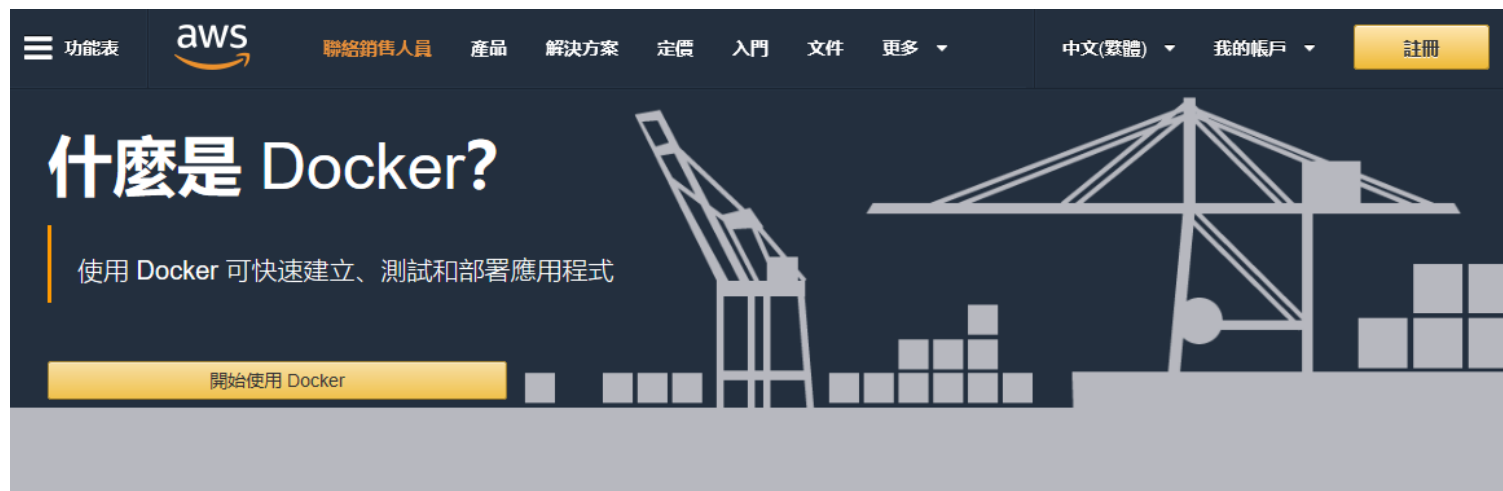 功能表 aws 聯絡銷售人員 產品 解決方案 定價 入門 文件 更多 中文(繁體) 我的帳戶 註冊
什麼是 Docker?
使用 Docker 可快速建立、測試和部署應用程式
開始使用 Docker